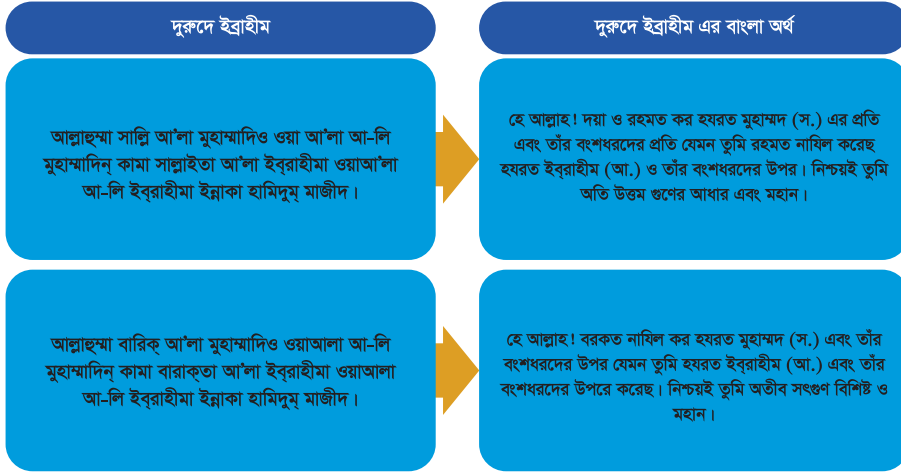 দুরুদে ইব্রাহীম
দুরুদে ইব্রাহীম এর বাংলা অর্থ
আল্লাহুম্মা সাল্লি আ'লা মুহাম্মাদিও ওয়া আ'লা আ-লি
মুহাম্মাদিন্ কামা সাল্লাইতা আ'লা ইব্‌রাহীমা ওয়াআ'লা
আ-লি ইব্‌রাহীমা ইন্নাকা হামিদুম্ মাজীদ।
হে আল্লাহ! দয়া ও রহমত কর হযরত মুহাম্মদ (স.) এর প্রতি
এবং তাঁর বংশধরদের প্রতি যেমন তুমি রহমত নাযিল করেছ
হযরত ইব্‌রাহীম (আ.) ও তাঁর বংশধরদের উপর। নিশ্চয়ই তুমি
অতি উত্তম গুণের আধার এবং মহান।
আল্লাহুম্মা বারিক্ আ'লা মুহাম্মাদিও ওয়াআলা আ-লি
মুহাম্মাদিন্ কামা বারাক্‌তা আ'লা ইব্‌রাহীমা ওয়াআলা
আ-লি ইব্‌রাহীমা ইন্নাকা হামিদুম্ মাজীদ।
হে আল্লাহ! বরকত নাযিল কর হযরত মুহাম্মদ (স.) এবং তাঁর
বংশধরদের উপর যেমন তুমি হযরত ইব্‌রাহীম (আ.) এবং তাঁর
বংশধরদের উপরে করেছ। নিশ্চয়ই তুমি অতীব সৎগুণ বিশিষ্ট ও
মহান।